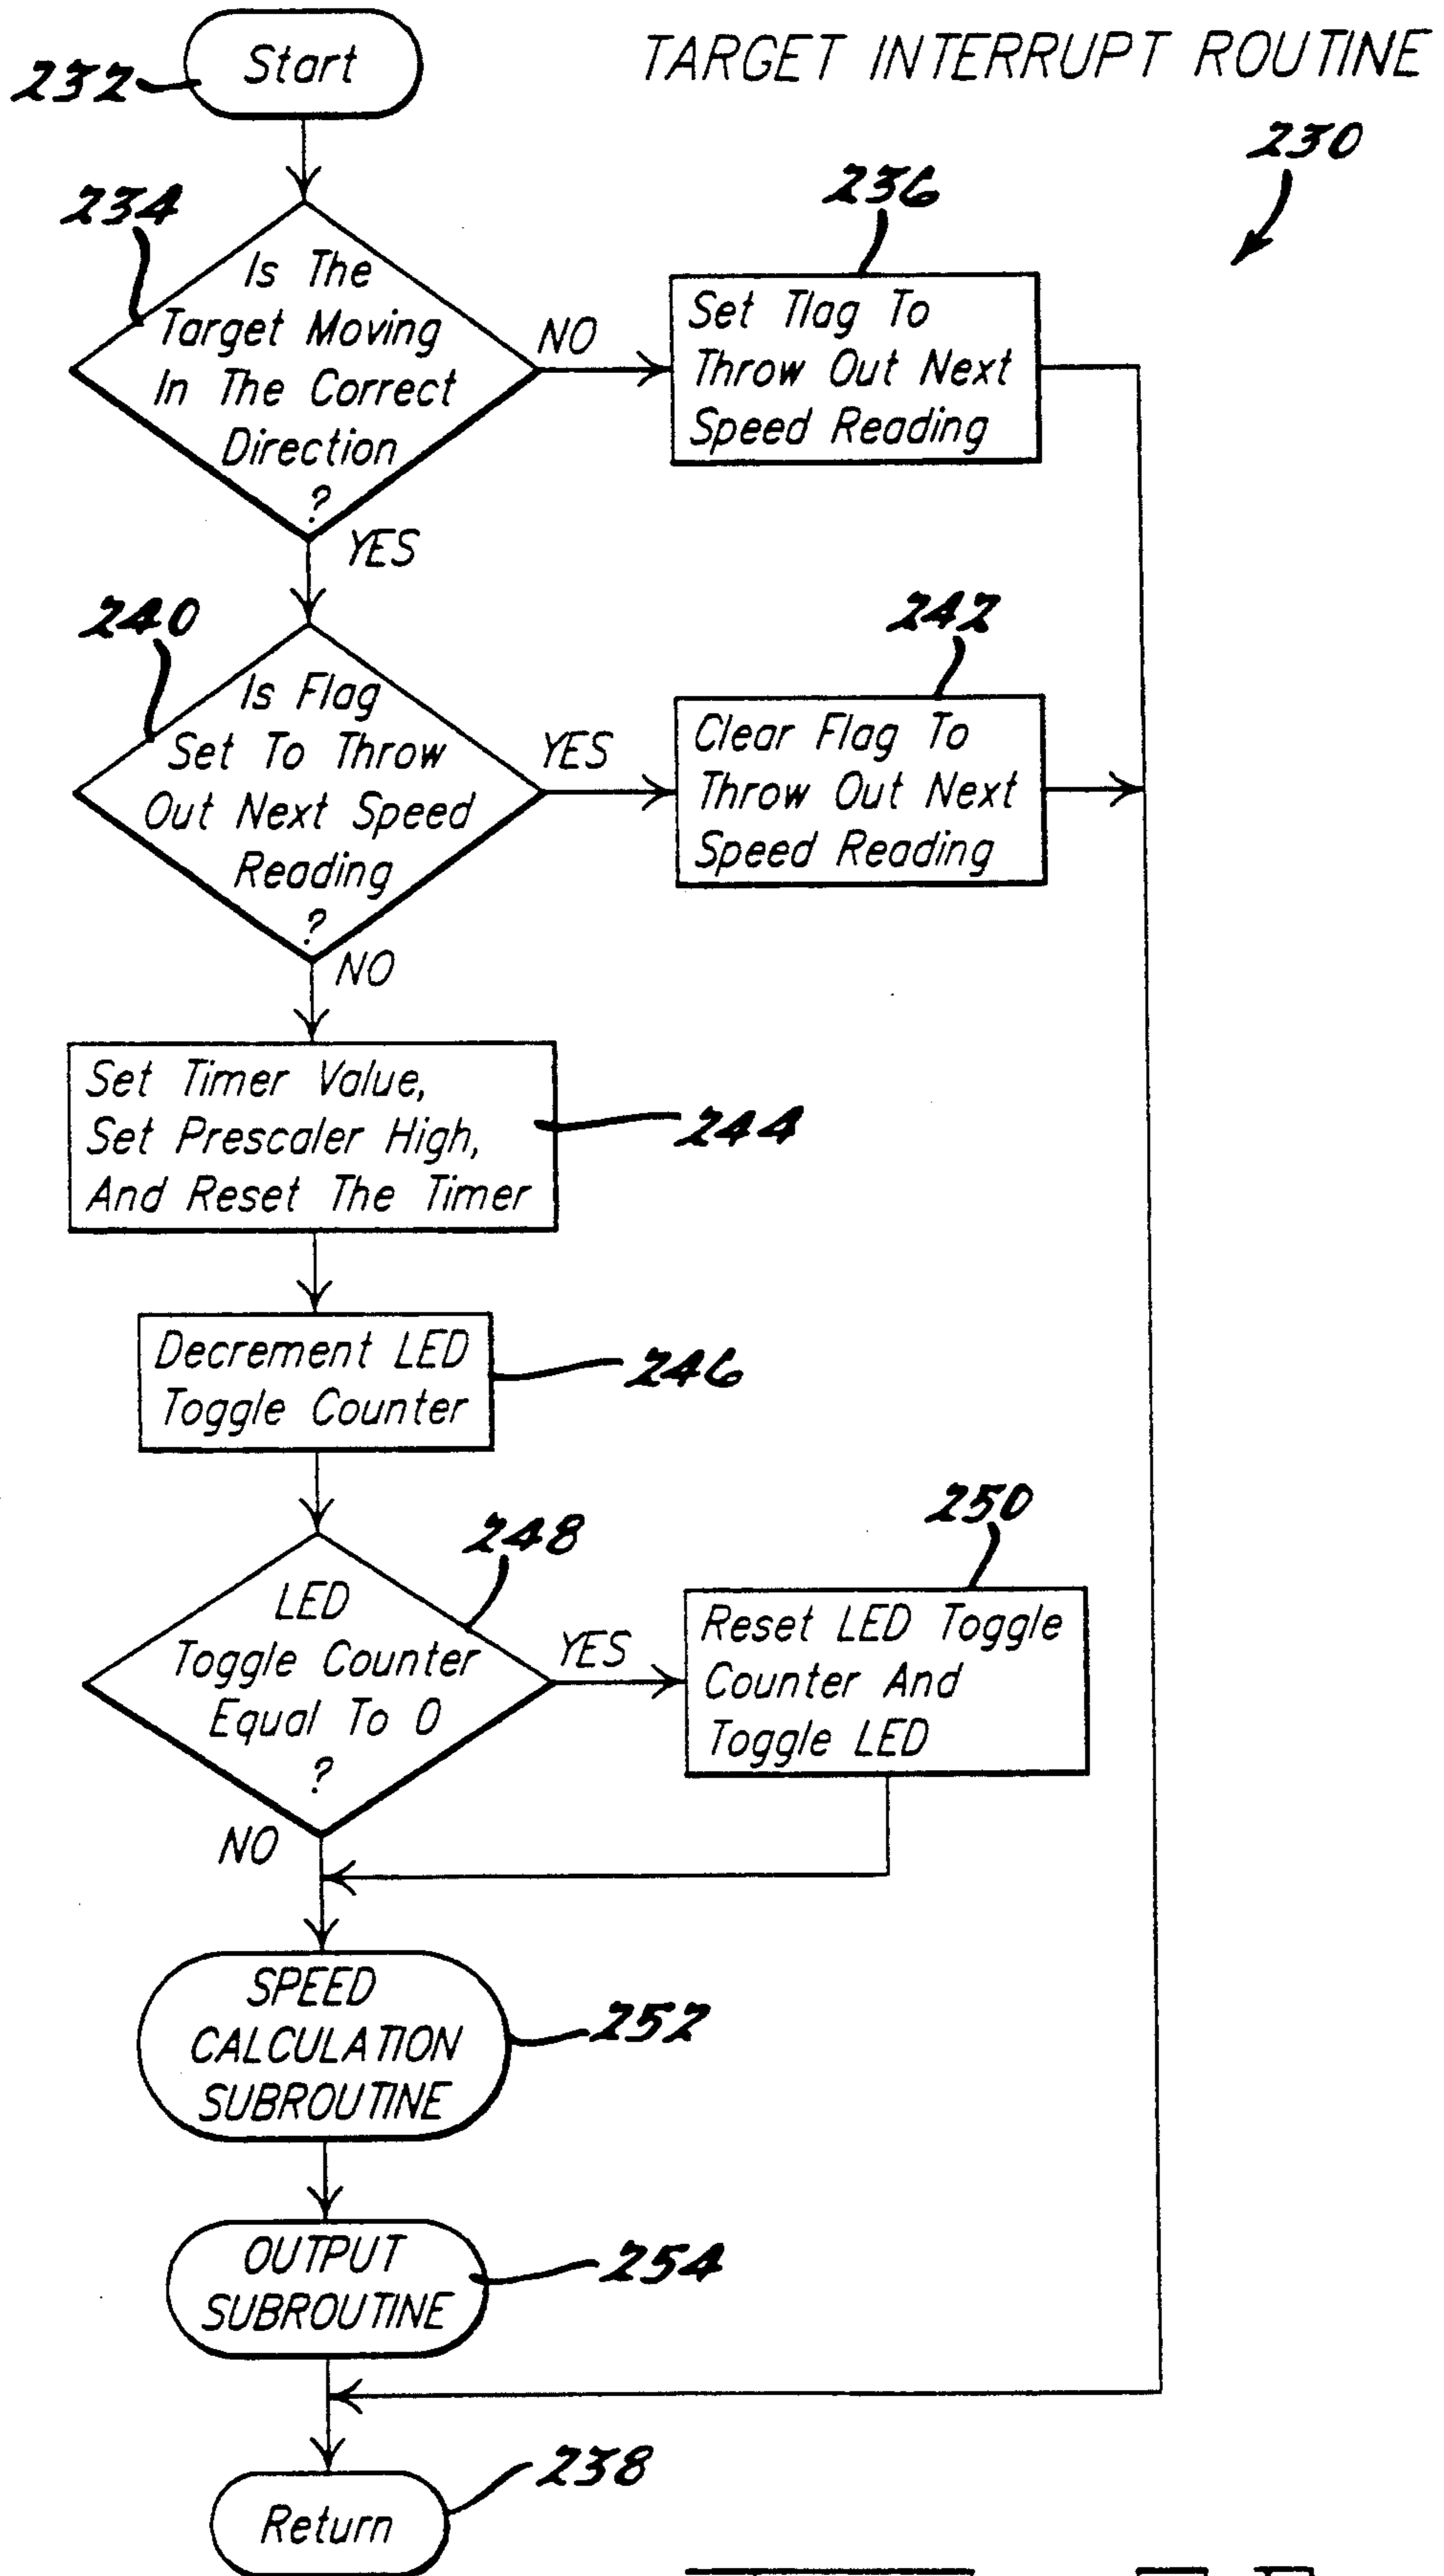 TARGET INTERRUPT ROUTINE
230
Start
232
234
Is The
Target Moving
In The Correct
Direction
?
NO
YES
236
Set Tlag To
Throw Out Next
Speed Reading
240
Is Flag
Set To Throw
Out Next Speed
Reading
?
YES
NO
242
Clear Flag To
Throw Out Next
Speed Reading
Set Timer Value,
Set Prescaler High,
And Reset The Timer
244
Decrement LED
Toggle Counter
246
248
LED
Toggle Counter
Equal To 0
?
YES
NO
250
Reset LED Toggle
Counter And
Toggle LED
SPEED
CALCULATION
SUBROUTINE
252
OUTPUT
SUBROUTINE
254
Return
238